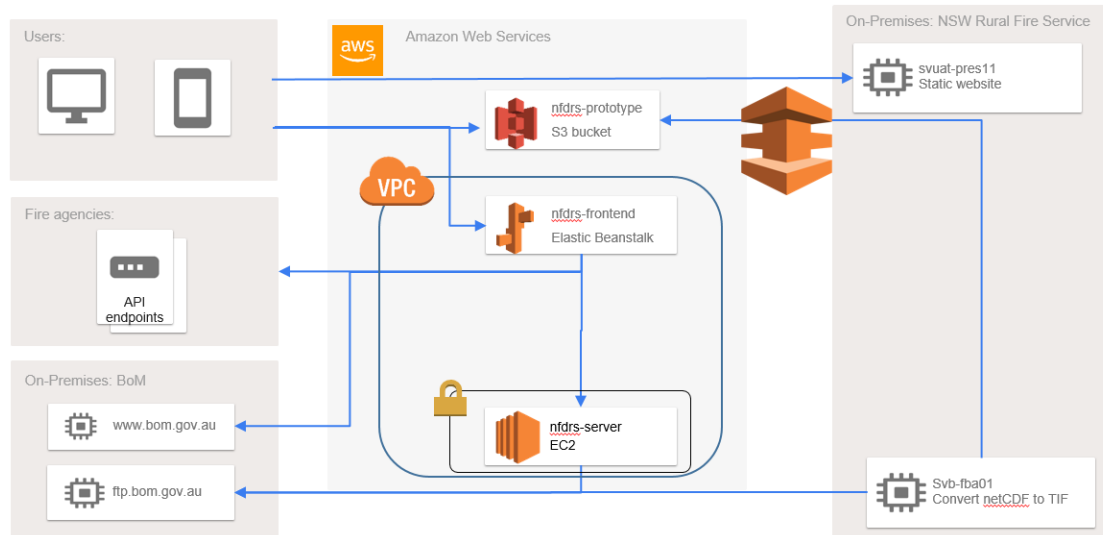 Users:
aws
Amazon Web Services
On-Premises: NSW Rural Fire Service
svuat-pres11
Static website
nfdrs-prototype
S3 bucket
VPC
nfdrs-frontend
Elastic Beanstalk
Fire agencies:
API
endpoints
On-Premises: BoM
www.bom.gov.au
ftp.bom.gov.au
nfdrs-server
EC2
Svb-fba01
Convert netCDF to TIF